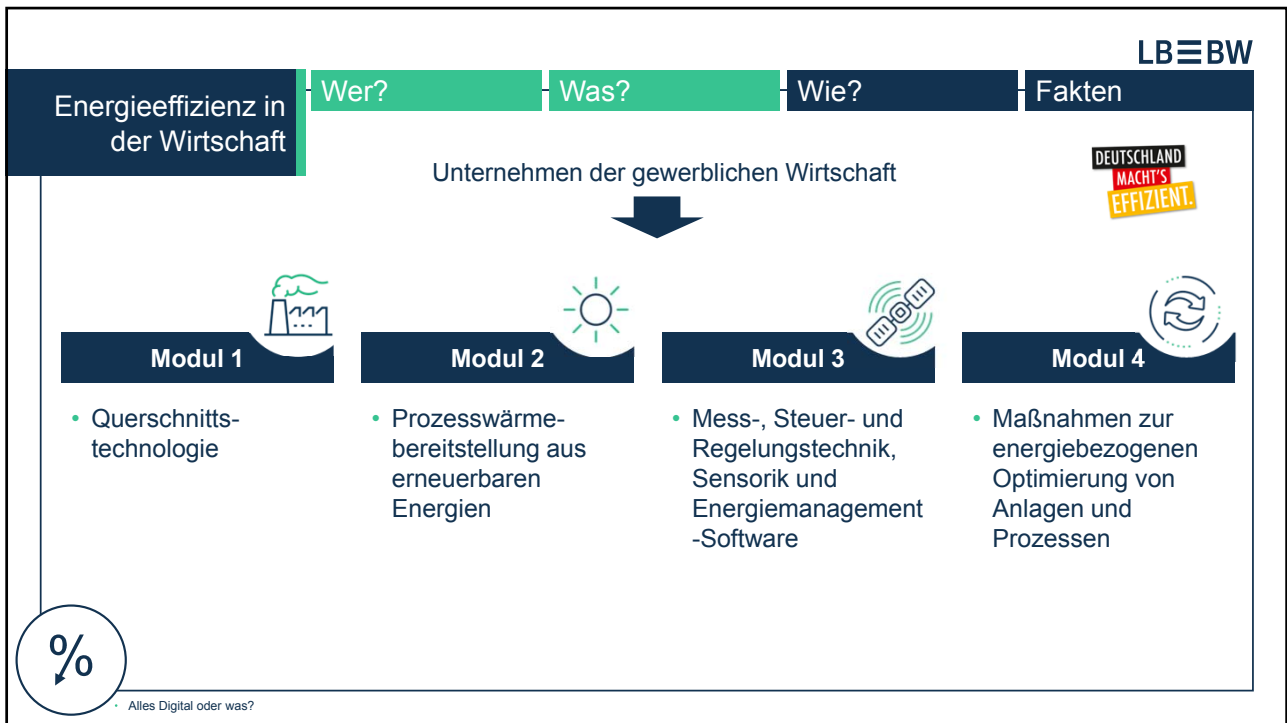 LB≡BW
Energieeffizienz in
der Wirtschaft
Wer?
Was?
Wie?
Fakten
Unternehmen der gewerblichen Wirtschaft
DEUTSCHLAND
MACHT'S
EFFIZIENT.
Modul 1
• Querschnitts-
technologie
Modul 2
• Prozesswärme-
bereitstellung aus
erneuerbaren
Energien
Modul 3
• Mess-, Steuer- und
Regelungstechnik,
Sensorik und
Energiemanagement
-Software
Modul 4
• Maßnahmen zur
energiebezogenen
Optimierung von
Anlagen und
Prozessen
%
• Alles Digital oder was?